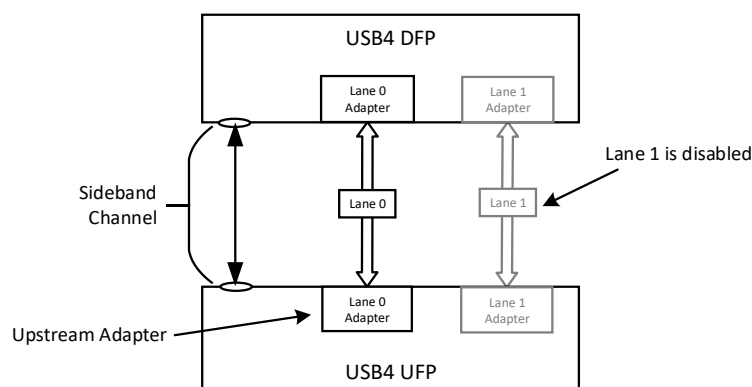 USB4 DFP
Lane 0
Adapter
Lane 1
Adapter
Lane 1 is disabled
Sideband
Channel
Lane 0
Lane 1
Lane 0
Adapter
Lane 1
Adapter
Upstream Adapter
USB4 UFP